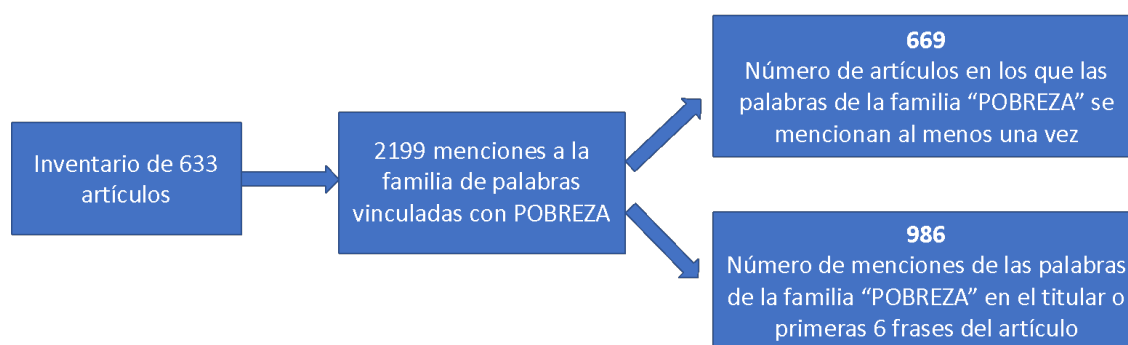 Inventario de 633
artículos
2199 menciones a la
familia de palabras
vinculadas con POBREZA
669
Número de artículos en los que las
palabras de la familia “POBREZA” se
mencionan al menos una vez
986
Número de menciones de las palabras
de la familia “POBREZA” en el titular o
primeras 6 frases del artículo